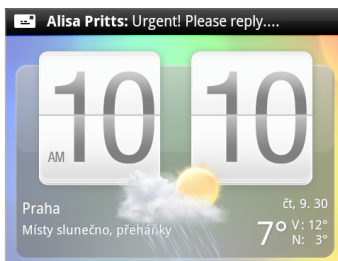 Alisa Pritts: Urgent! Please reply....
10 10
AM
Praha
čt, 9. 30
Místy slunečno, přeháňky
7° V: 12°
N: 3°